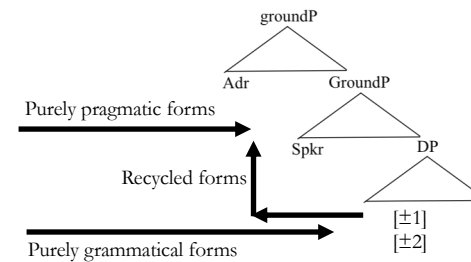 groundP
Adr GroundP
Purely pragmatic forms
Spkr DP
Recycled forms
[±1]
[±2]
Purely grammatical forms